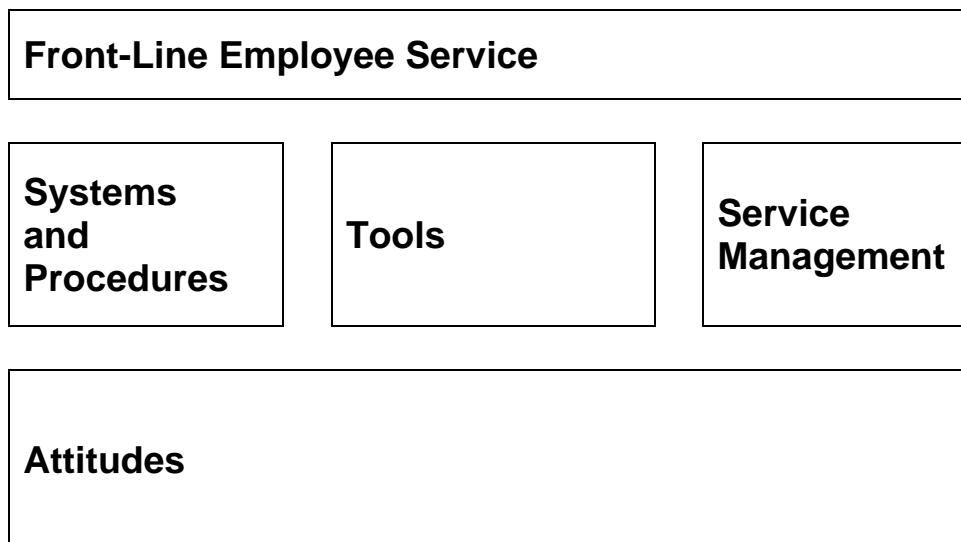 Front-Line Employee Service
Systems
and
Procedures
Tools
Service
Management
Attitudes